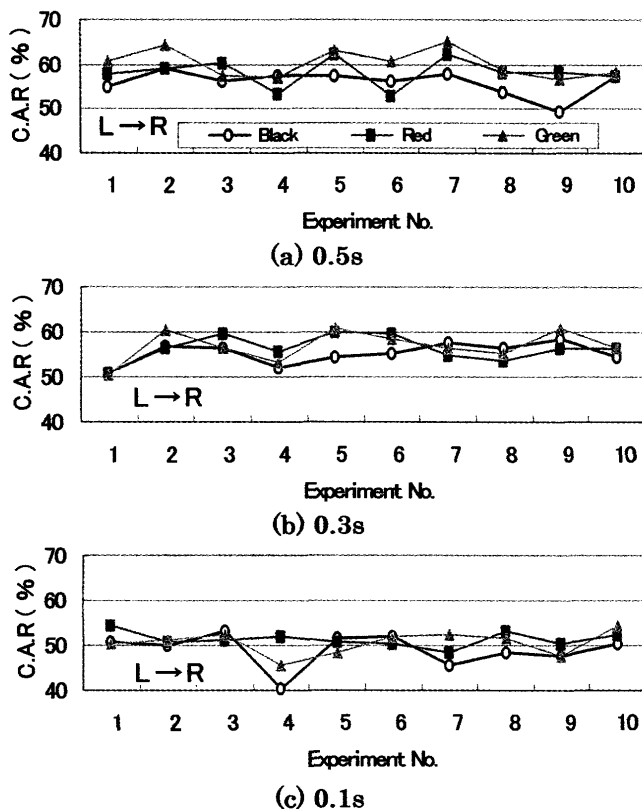 C.A.R ( % )
70
60
50
40
L → R
Black Red Green
1 2 3 4 5 6 7 8 9 10
Experiment No.
(a) 0.5s
C.A.R ( % )
70
60
50
40
L → R
1 2 3 4 5 6 7 8 9 10
Experiment No.
(b) 0.3s
C.A.R ( % )
70
60
50
40
L → R
1 2 3 4 5 6 7 8 9 10
Experiment No.
(c) 0.1s